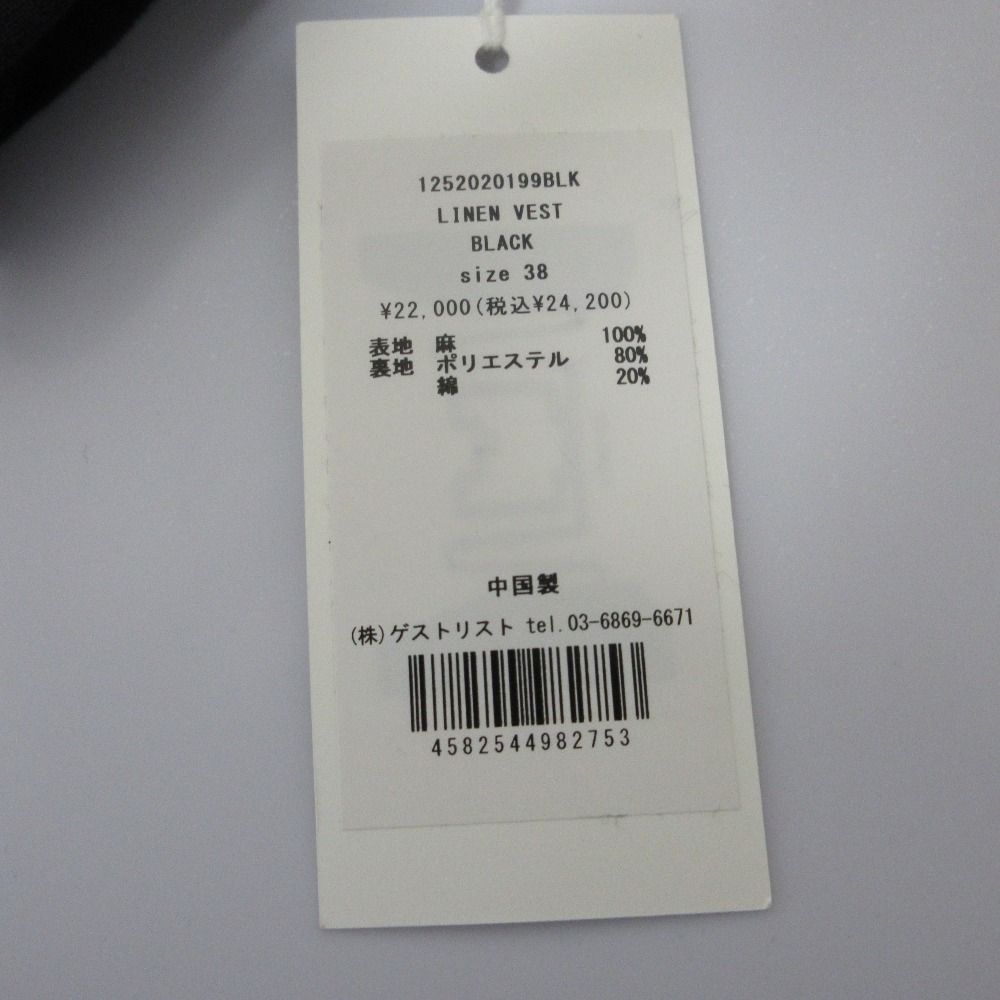 1252020199BLK
LINEN VEST
BLACK
size 38
¥22,000(税込¥24,200)
表地 麻 100%
裏地 ポリエステル 80%
綿 20%
中国製
(株)ゲストリスト tel.03-6869-6671
4582544982753